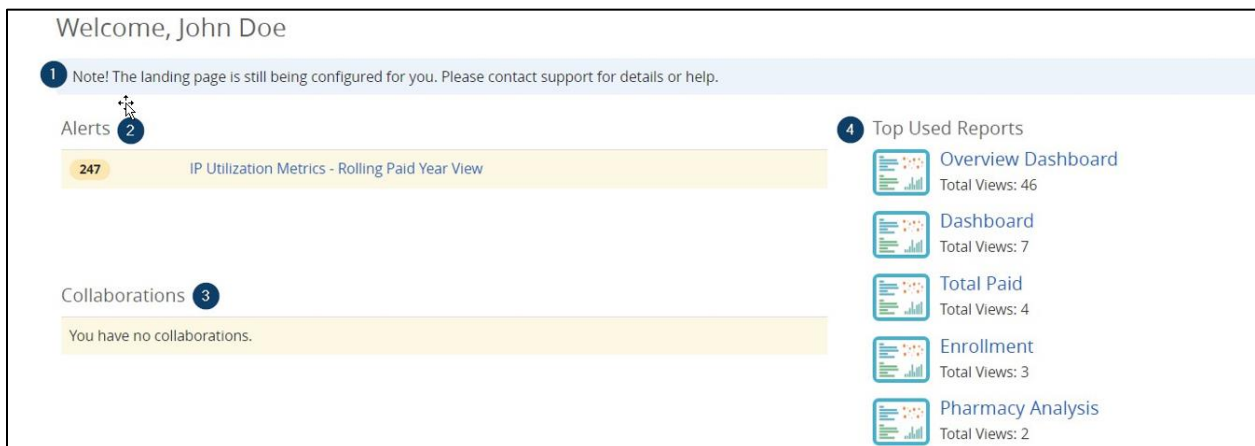 Welcome, John Doe
1 Note! The landing page is still being configured for you. Please contact support for details or help.
Alerts 2
247 IP Utilization Metrics - Rolling Paid Year View
Collaborations 3
You have no collaborations.
4 Top Used Reports
Overview Dashboard
Total Views: 46
Dashboard
Total Views: 7
Total Paid
Total Views: 4
Enrollment
Total Views: 3
Pharmacy Analysis
Total Views: 2